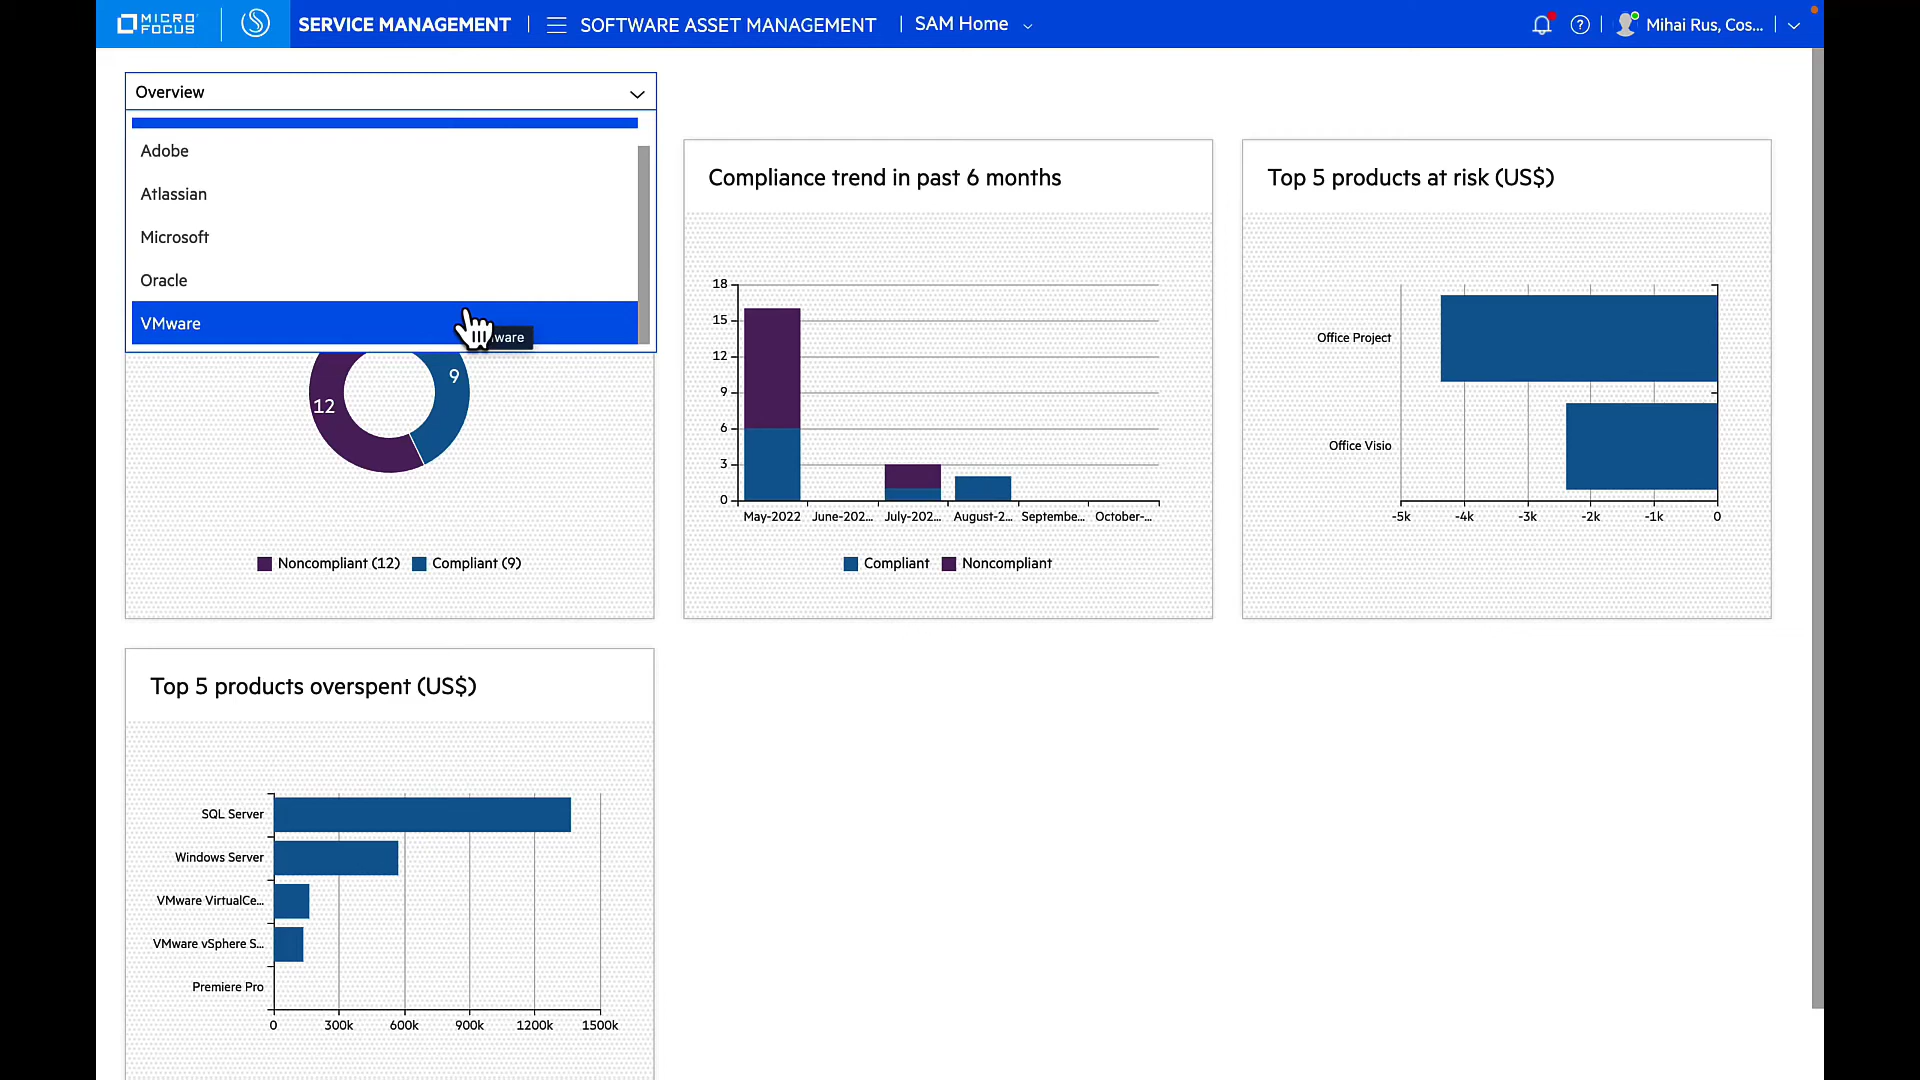 MICRO FOCUS
SERVICE MANAGEMENT
SOFTWARE ASSET MANAGEMENT
SAM Home
?
Mihai Rus, Cos...
Overview
Adobe
Atlassian
Microsoft
Oracle
VMware
ware
9
12
Noncompliant (12)
Compliant (9)
Compliance trend in past 6 months
18
15
12
9
6
3
0
May-2022
June-202...
July-202...
August-2...
Septembe...
October-...
Compliant
Noncompliant
Top 5 products at risk (US$)
Office Project
Office Visio
-5k
-4k
-3k
-2k
-1k
0
Top 5 products overspent (US$)
SQL Server
Windows Server
VMware VirtualCe...
VMware vSphere S...
Premiere Pro
0
300k
600k
900k
1200k
1500k